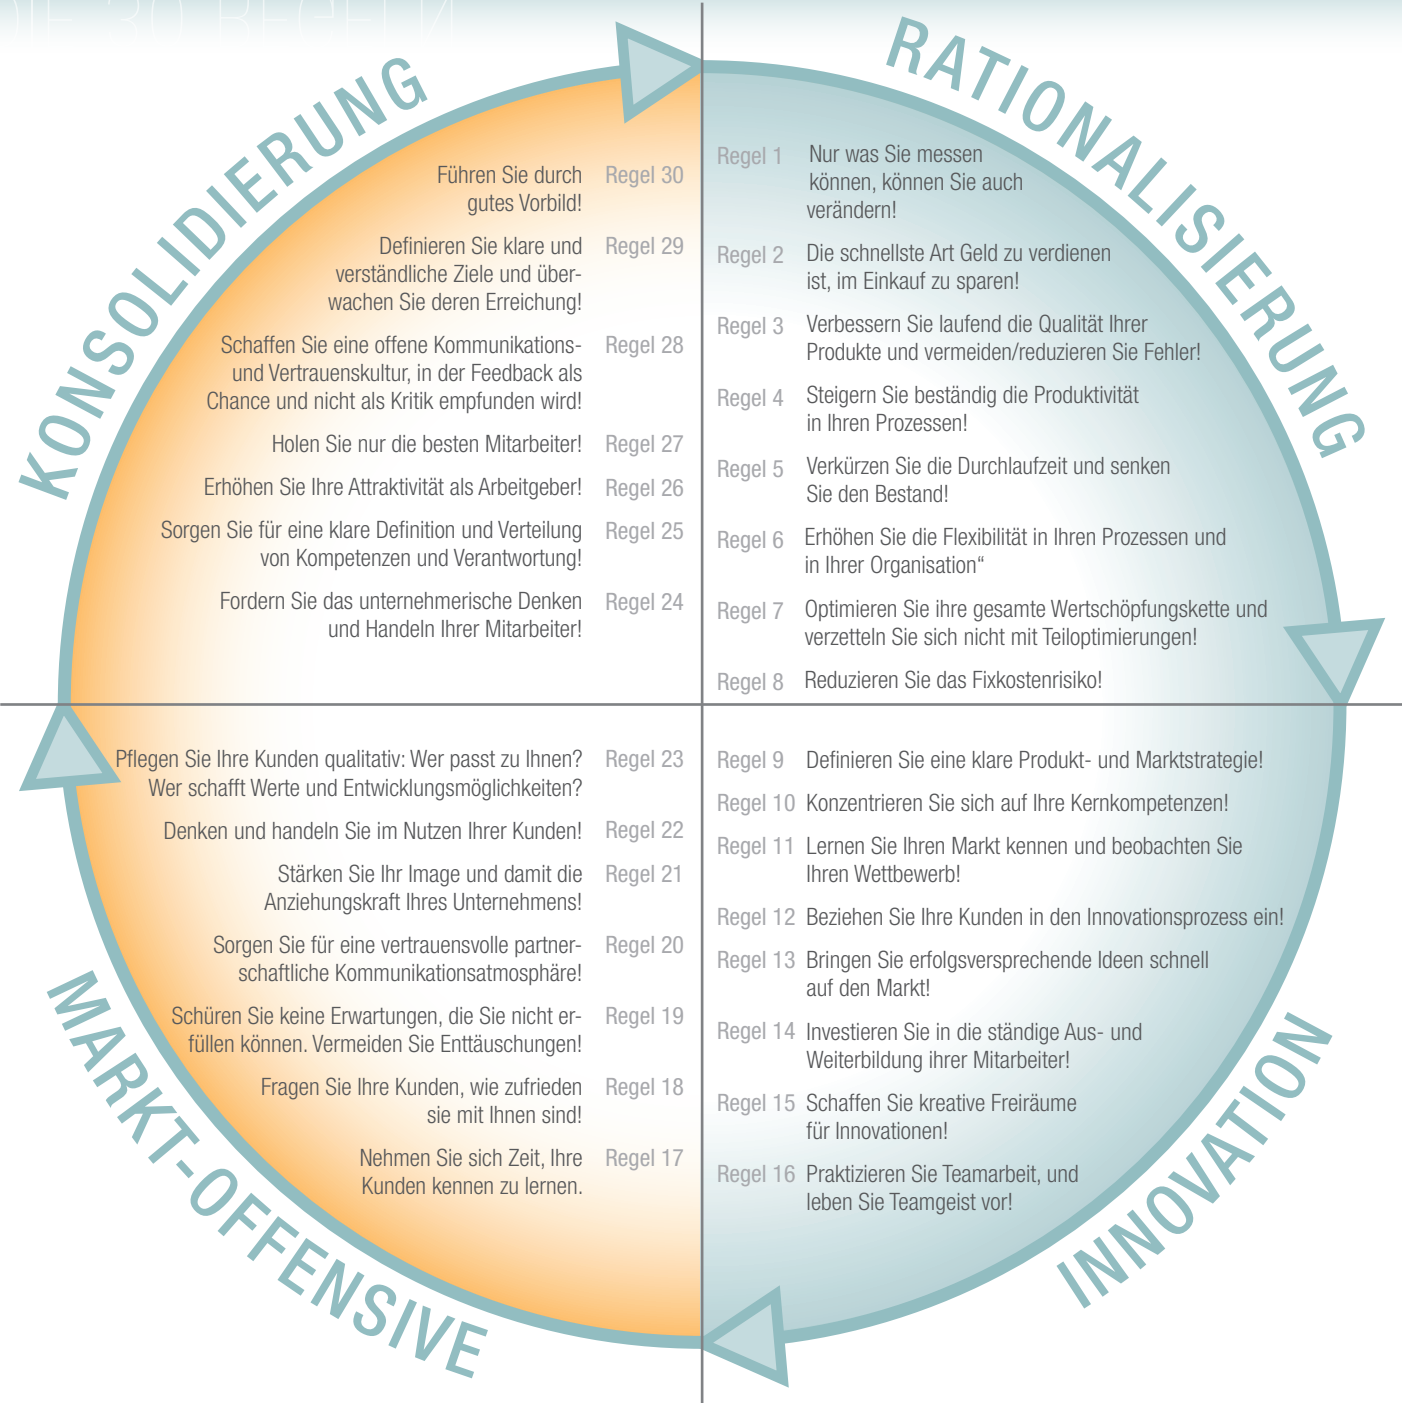 DIE 30 REGELN
KONSOLIDIERUNG
RATIONALISIERUNG
Führen Sie durch Regel 30
gutes Vorbild!
Definieren Sie klare und Regel 29
verständliche Ziele und über-
wachen Sie deren Erreichung!
Schaffen Sie eine offene Kommunikations- Regel 28
und Vertrauenskultur, in der Feedback als
Chance und nicht als Kritik empfunden wird!
Holen Sie nur die besten Mitarbeiter! Regel 27
Erhöhen Sie Ihre Attraktivität als Arbeitgeber! Regel 26
Sorgen Sie für eine klare Definition und Verteilung Regel 25
von Kompetenzen und Verantwortung!
Fordern Sie das unternehmerische Denken Regel 24
und Handeln Ihrer Mitarbeiter!
Regel 1 Nur was Sie messen
können, können Sie auch
verändern!
Regel 2 Die schnellste Art Geld zu verdienen
ist, im Einkauf zu sparen!
Regel 3 Verbessern Sie laufend die Qualität Ihrer
Produkte und vermeiden/reduzieren Sie Fehler!
Regel 4 Steigern Sie beständig die Produktivität
in Ihren Prozessen!
Regel 5 Verkürzen Sie die Durchlaufzeit und senken
Sie den Bestand!
Regel 6 Erhöhen Sie die Flexibilität in Ihren Prozessen und
in Ihrer Organisation“
Regel 7 Optimieren Sie ihre gesamte Wertschöpfungskette und
verzetteln Sie sich nicht mit Teiloptimierungen!
Regel 8 Reduzieren Sie das Fixkostenrisiko!
Pflegen Sie Ihre Kunden qualitativ: Wer passt zu Ihnen? Regel 23
Wer schafft Werte und Entwicklungsmöglichkeiten?
Denken und handeln Sie im Nutzen Ihrer Kunden! Regel 22
Stärken Sie Ihr Image und damit die Regel 21
Anziehungskraft Ihres Unternehmens!
Sorgen Sie für eine vertrauensvolle partner- Regel 20
schaftliche Kommunikationsatmosphäre!
Schüren Sie keine Erwartungen, die Sie nicht er- Regel 19
füllen können. Vermeiden Sie Enttäuschungen!
Fragen Sie Ihre Kunden, wie zufrieden Regel 18
sie mit Ihnen sind!
Nehmen Sie sich Zeit, Ihre Regel 17
Kunden kennen zu lernen.
Regel 9 Definieren Sie eine klare Produkt- und Marktstrategie!
Regel 10 Konzentrieren Sie sich auf Ihre Kernkompetenzen!
Regel 11 Lernen Sie Ihren Markt kennen und beobachten Sie
Ihren Wettbewerb!
Regel 12 Beziehen Sie Ihre Kunden in den Innovationsprozess ein!
Regel 13 Bringen Sie erfolgsversprechende Ideen schnell
auf den Markt!
Regel 14 Investieren Sie in die ständige Aus- und
Weiterbildung ihrer Mitarbeiter!
Regel 15 Schaffen Sie kreative Freiräume
für Innovationen!
Regel 16 Praktizieren Sie Teamarbeit, und
leben Sie Teamgeist vor!
MARKT-OFFENSIVE
INNOVATION